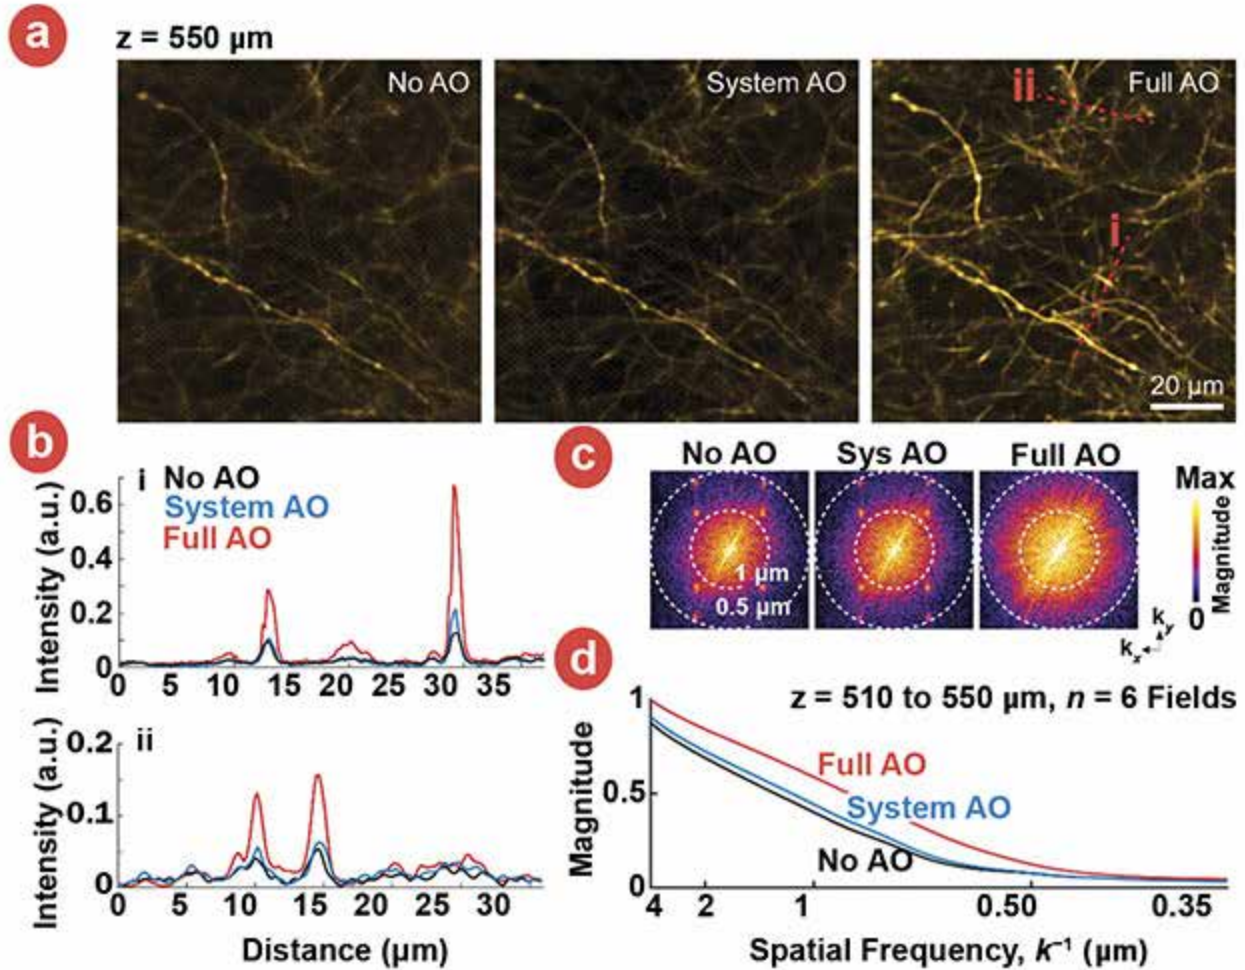 a
z = 550 µm
No AO
System AO
Full AO
ii
i
20 µm
b
i
No AO
System AO
Full AO
Intensity (a.u.)
0.6
0.4
0.2
0
0 5 10 15 20 25 30 35
ii
Intensity (a.u.)
0.2
0.1
0
0 5 10 15 20 25 30
Distance (µm)
c
No AO
Sys AO
Full AO
1 µm
0.5 µm
Max
Magnitude
0
ky
kx
d
z = 510 to 550 µm, n = 6 Fields
Magnitude
1
0.5
0
Full AO
System AO
No AO
4 2 1 0.50 0.35
Spatial Frequency, k⁻¹ (µm)